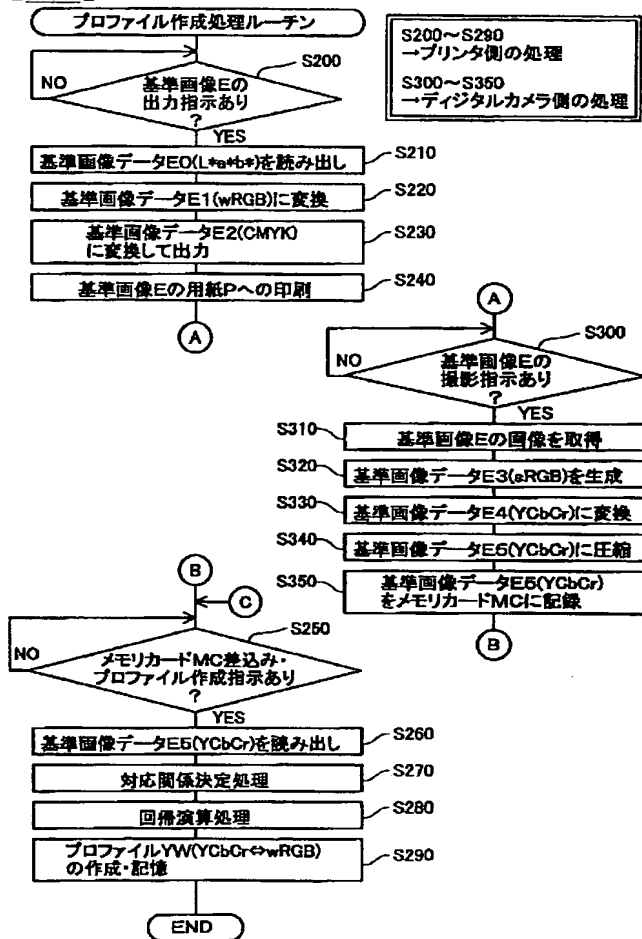 プロファイル作成処理ルーチン
S200～S290
→プリンタ側の処理
S300～S350
→ディジタルカメラ側の処理
S200
NO
基準画像Eの
出力指示あり
?
YES
基準画像データE0(L*a*b*)を読み出し
S210
基準画像データE1(wRGB)に変換
S220
基準画像データE2(CMYK)
に変換して出力
S230
基準画像Eの用紙Pへの印刷
S240
A
A
S300
NO
基準画像Eの
撮影指示あり
?
YES
S310
基準画像Eの画像を取得
S320
基準画像データE3(sRGB)を生成
S330
基準画像データE4(YCbCr)に変換
S340
基準画像データE5(YCbCr)に圧縮
S350
基準画像データE5(YCbCr)
をメモリカードMCに記録
B
B
C
S250
NO
メモリカードMC差込み・
プロファイル作成指示あり
?
YES
基準画像データE5(YCbCr)を読み出し
S260
対応関係決定処理
S270
回帰演算処理
S280
プロファイルYW(YCbCr⇔wRGB)
の作成・記憶
S290
END